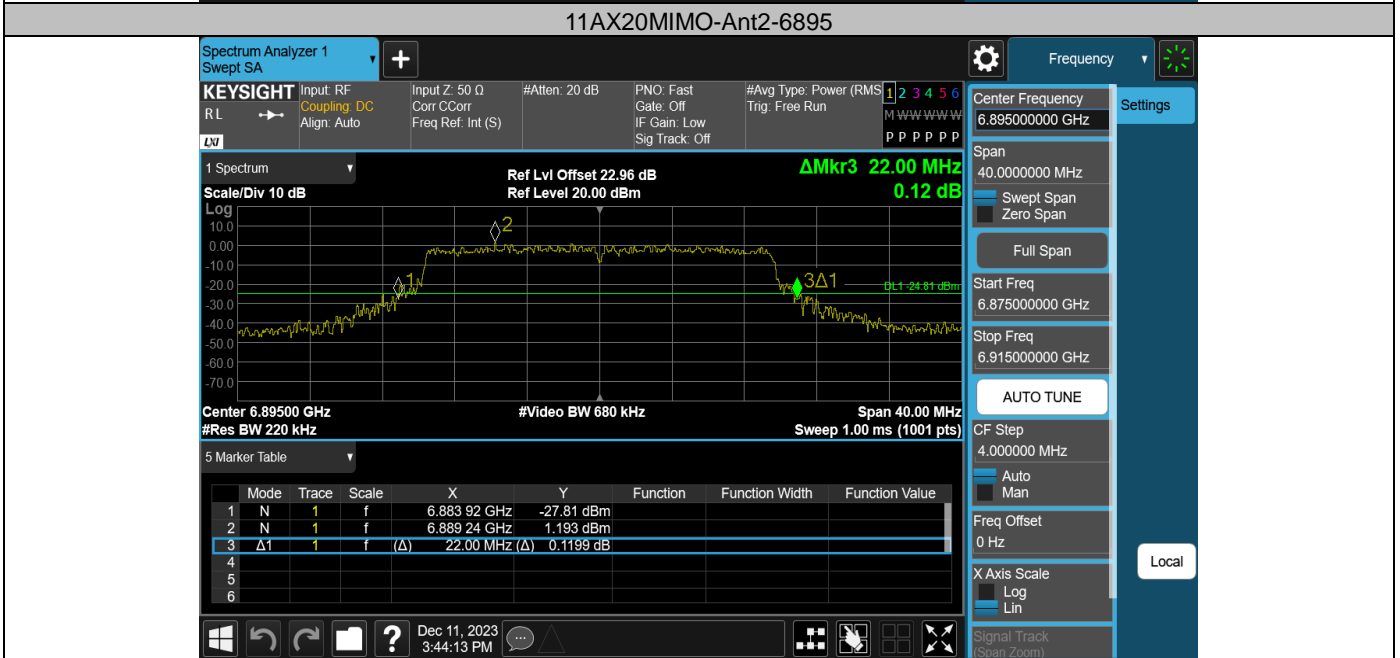 11AX20MIMO-Ant2-6895
Spectrum Analyzer 1
Swept SA
+
Frequency
KEYSIGHT
RL
LXI
Input: RF
Coupling: DC
Align: Auto
Input Z: 50 Ω
Corr CCorr
Freq Ref: Int (S)
#Atten: 20 dB
PNO: Fast
Gate: Off
IF Gain: Low
Sig Track: Off
#Avg Type: Power (RMS
Trig: Free Run
1 2 3 4 5 6
M W W W W W
P P P P P P
1 Spectrum
Scale/Div 10 dB
Ref Lvl Offset 22.96 dB
Ref Level 20.00 dBm
ΔMkr3 22.00 MHz
0.12 dB
Log
10.0
0.00
-10.0
-20.0
-30.0
-40.0
-50.0
-60.0
-70.0
1
2
3Δ1
DL1 -24.81 dBm
Center 6.89500 GHz
#Video BW 680 kHz
Span 40.00 MHz
#Res BW 220 kHz
Sweep 1.00 ms (1001 pts)
5 Marker Table
Mode Trace Scale X Y Function Function Width Function Value
1 N 1 f 6.883 92 GHz -27.81 dBm
2 N 1 f 6.889 24 GHz 1.193 dBm
3 Δ1 1 f (Δ) 22.00 MHz (Δ) 0.1199 dB
4
5
6
?
Dec 11, 2023
3:44:13 PM
Center Frequency
6.895000000 GHz
Settings
Span
40.0000000 MHz
Swept Span
Zero Span
Full Span
Start Freq
6.875000000 GHz
Stop Freq
6.915000000 GHz
AUTO TUNE
CF Step
4.000000 MHz
Auto
Man
Freq Offset
0 Hz
Local
X Axis Scale
Log
Lin
Signal Track
(Span Zoom)